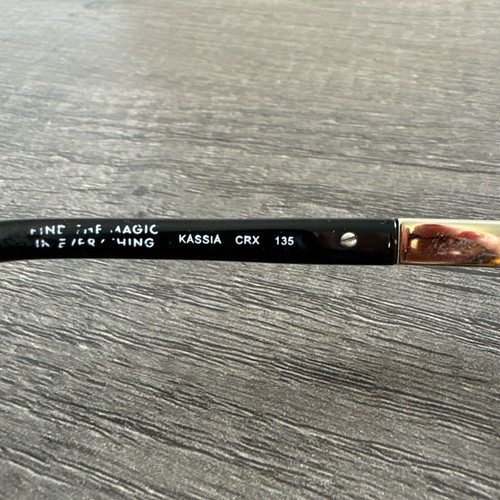 FIND THE MAGIC
IN EVERYTHING
KASSIA CRX 135